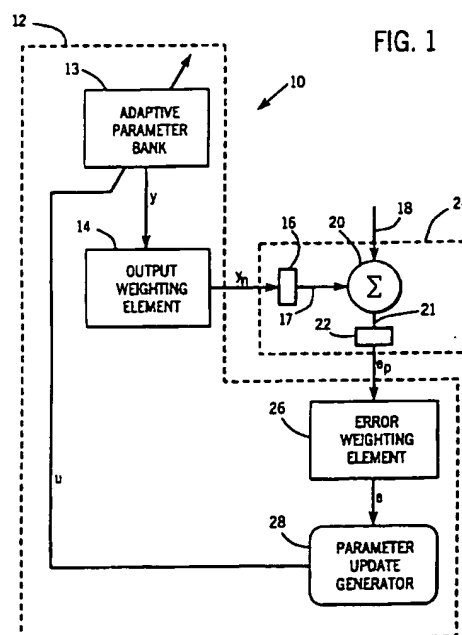 12
FIG. 1
13
10
ADAPTIVE
PARAMETER
BANK
y
14
16
20
18
OUTPUT
WEIGHTING
ELEMENT
yn
17
Σ
21
22
ep
26
ERROR
WEIGHTING
ELEMENT
u
e
28
PARAMETER
UPDATE
GENERATOR